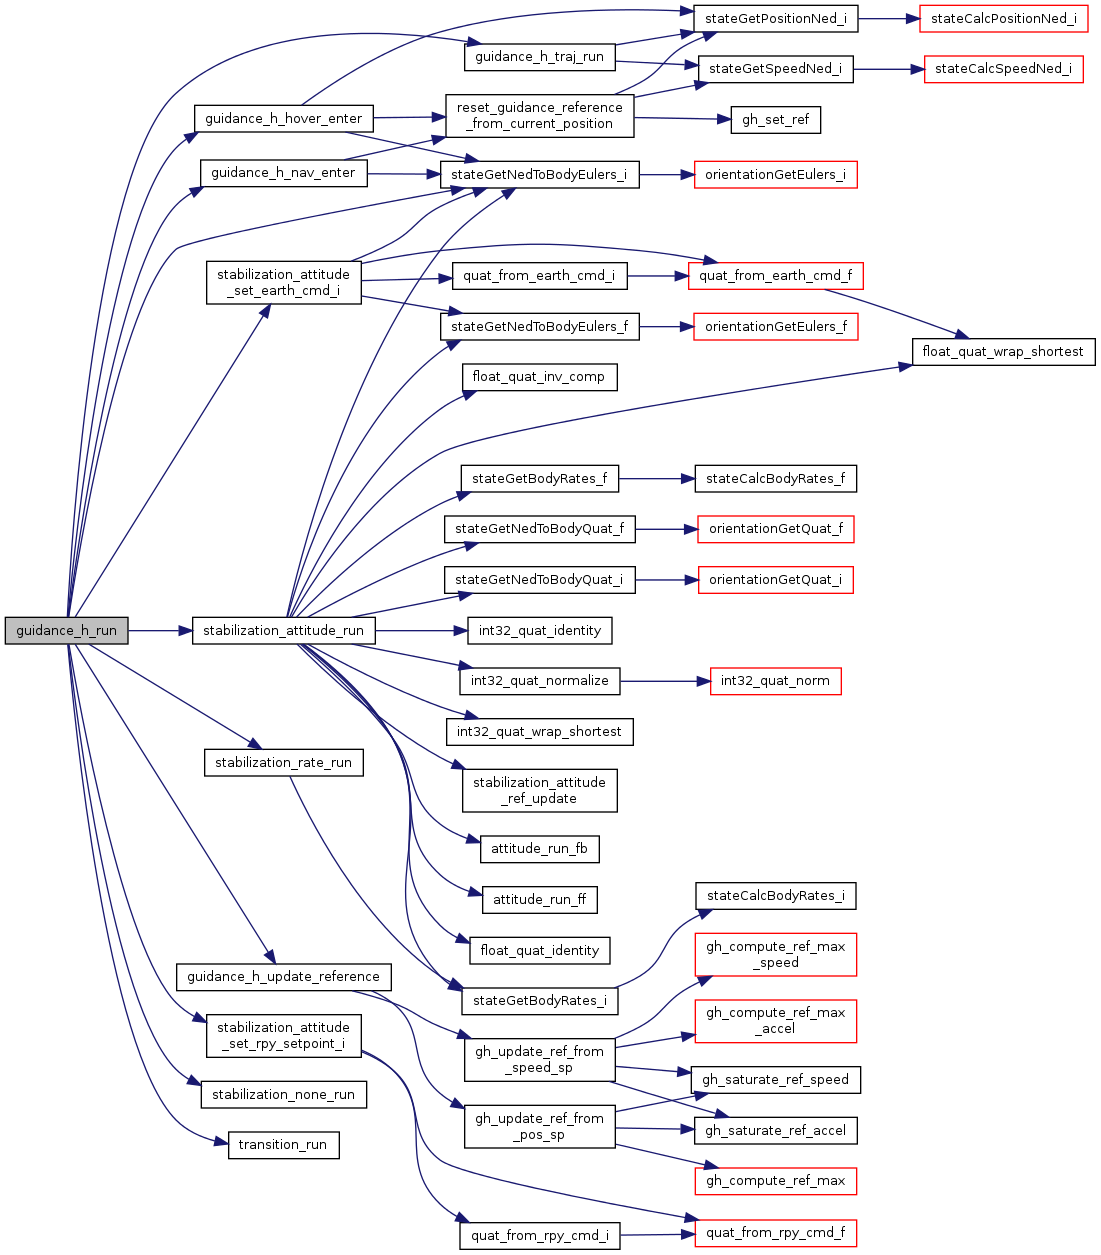 stateGetPositionNed_i
stateCalcPositionNed_i
guidance_h_traj_run
stateGetSpeedNed_i
stateCalcSpeedNed_i
guidance_h_hover_enter
reset_guidance_reference
_from_current_position
gh_set_ref
guidance_h_nav_enter
stateGetNedToBodyEulers_i
orientationGetEulers_i
stabilization_attitude
_set_earth_cmd_i
quat_from_earth_cmd_i
quat_from_earth_cmd_f
stateGetNedToBodyEulers_f
orientationGetEulers_f
float_quat_wrap_shortest
float_quat_inv_comp
stateGetBodyRates_f
stateCalcBodyRates_f
stateGetNedToBodyQuat_f
orientationGetQuat_f
stateGetNedToBodyQuat_i
orientationGetQuat_i
guidance_h_run
stabilization_attitude_run
int32_quat_identity
int32_quat_normalize
int32_quat_norm
int32_quat_wrap_shortest
stabilization_rate_run
stabilization_attitude
_ref_update
attitude_run_fb
attitude_run_ff
stateCalcBodyRates_i
float_quat_identity
gh_compute_ref_max
_speed
guidance_h_update_reference
stateGetBodyRates_i
gh_compute_ref_max
_accel
stabilization_attitude
_set_rpy_setpoint_i
gh_update_ref_from
_speed_sp
gh_saturate_ref_speed
stabilization_none_run
gh_update_ref_from
_pos_sp
gh_saturate_ref_accel
transition_run
gh_compute_ref_max
quat_from_rpy_cmd_i
quat_from_rpy_cmd_f